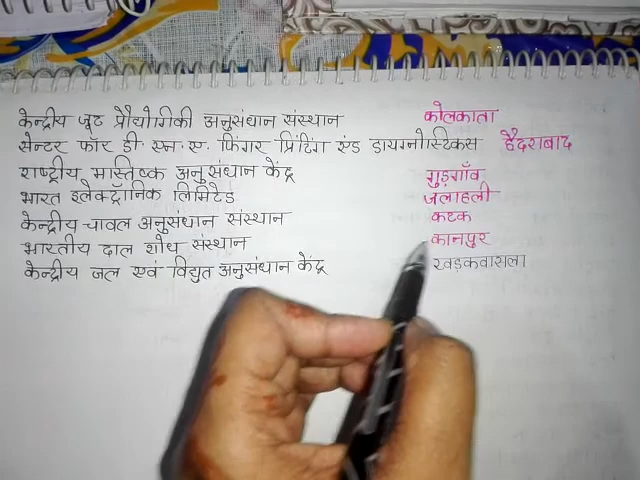 केन्द्रीय जूट प्रौद्योगिकी अनुसंधान संस्थान कोलकाता
सेन्टर फॉर डी. एन. ए. फिंगर प्रिंटिंग एंड डायग्नोस्टिकस हैदराबाद
राष्ट्रीय मास्तिष्क अनुसंधान केंद्र गुड़गाँव
भारत इलेक्ट्रॉनिक लिमिटेड जलाहली
केन्द्रीय चावल अनुसंधान संस्थान कटक
भारतीय दाल शोध संस्थान कानपुर
केन्द्रीय जल एवं विद्युत अनुसंधान केंद्र खड़कवासला